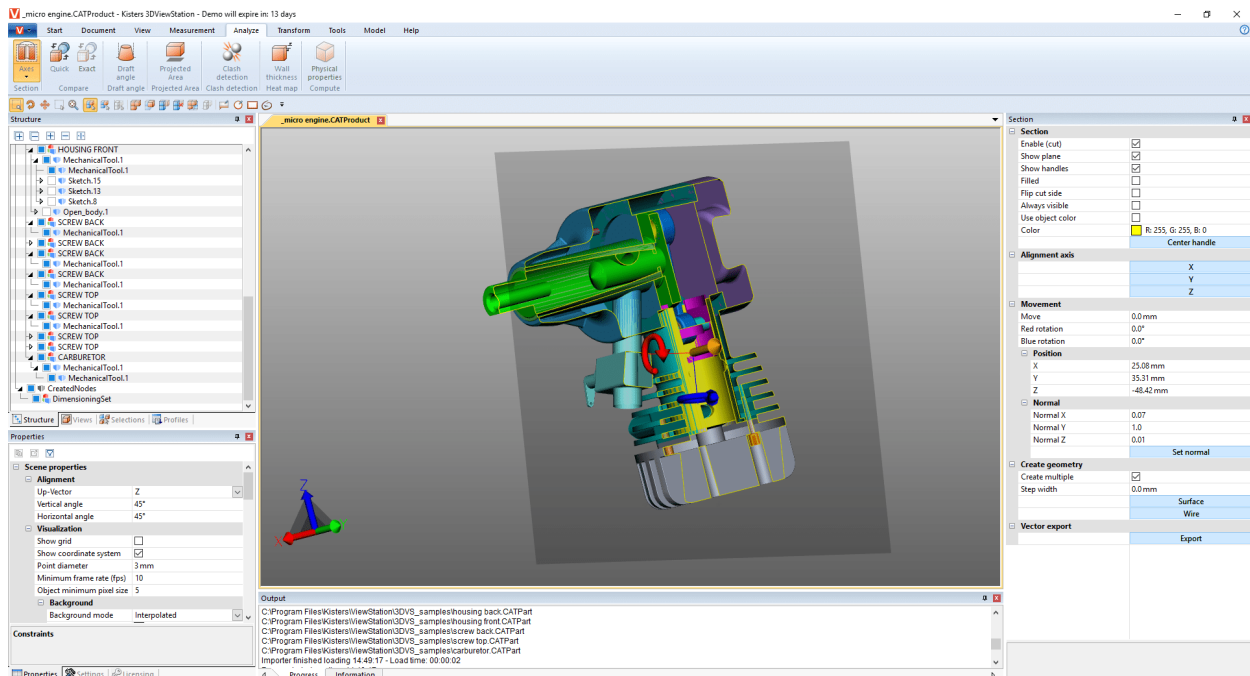 _micro engine.CATProduct - Kisters 3DViewStation - Demo will expire in: 13 days
Start Document View Measurement Analyze Transform Tools Model Help
Axes Quick Exact Draft angle Projected Area Clash detection Wall thickness Physical properties
Section Compare Draft angle Projected Area Clash detection Heat map Compute
Structure
HOUSING FRONT
MechanicalTool.1
MechanicalTool.1
Sketch.15
Sketch.13
Sketch.8
Open_body.1
SCREW BACK
MechanicalTool.1
SCREW BACK
SCREW BACK
MechanicalTool.1
SCREW BACK
MechanicalTool.1
SCREW TOP
MechanicalTool.1
SCREW TOP
MechanicalTool.1
SCREW TOP
SCREW TOP
CARBURETOR
MechanicalTool.1
MechanicalTool.1
CreatedNodes
DimensioningSet
Structure Views Selections Profiles
Properties
Scene properties
Alignment
Up-Vector Z
Vertical angle 45°
Horizontal angle 45°
Visualization
Show grid
Show coordinate system
Point diameter 3 mm
Minimum frame rate (fps) 10
Object minimum pixel size 5
Background
Background mode Interpolated
Constraints
Properties Settings Licensing
_micro engine.CATProduct
Z
X
Output
C:\Program Files\Kisters\ViewStation\3DVS_samples\housing back.CATPart
C:\Program Files\Kisters\ViewStation\3DVS_samples\housing front.CATPart
C:\Program Files\Kisters\ViewStation\3DVS_samples\screw back.CATPart
C:\Program Files\Kisters\ViewStation\3DVS_samples\screw top.CATPart
C:\Program Files\Kisters\ViewStation\3DVS_samples\carburetor.CATPart
Importer finished loading 14:49:17 - Load time: 00:00:02
Progress Information
Section
Section
Enable (cut)
Show plane
Show handles
Filled
Flip cut side
Always visible
Use object color
Color R: 255, G: 255, B: 0
Center handle
Alignment axis
X
Y
Z
Movement
Move 0.0 mm
Red rotation 0.0°
Blue rotation 0.0°
Position
X 25.08 mm
Y 35.31 mm
Z -48.42 mm
Normal
Normal X 0.07
Normal Y 1.0
Normal Z 0.01
Set normal
Create geometry
Create multiple
Step width 0.0 mm
Surface
Wire
Vector export
Export